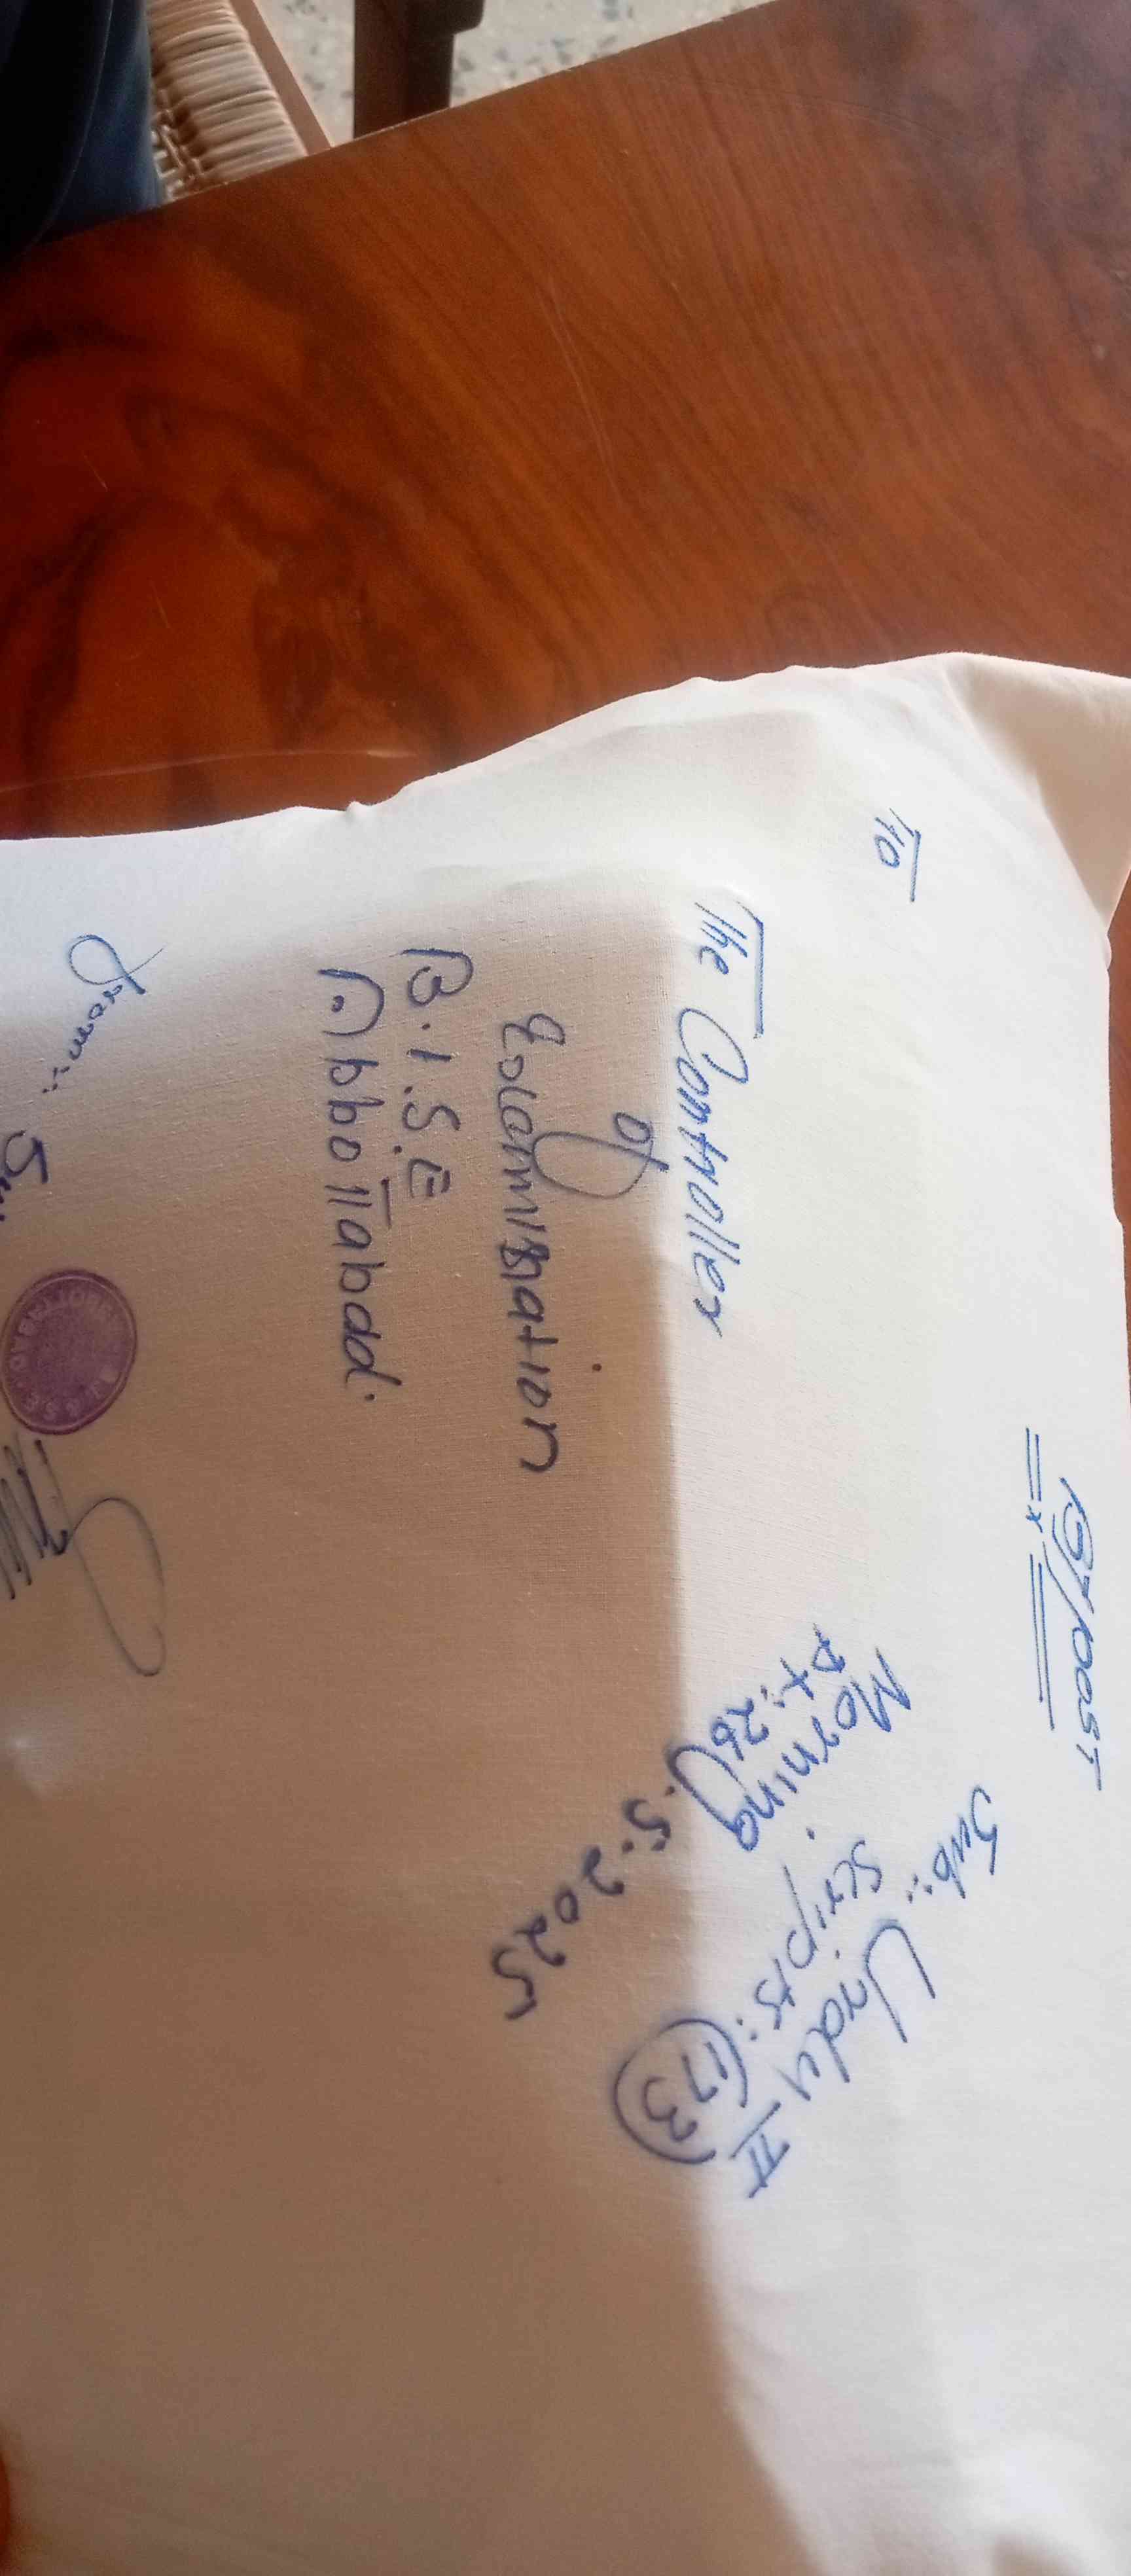 By/post
To
The Controller
of
Examination
B.I.S.E
Abbottabad.
Sub:: Urdu II
scripts: 173
Morning
Dt: 26.5.2025
From::